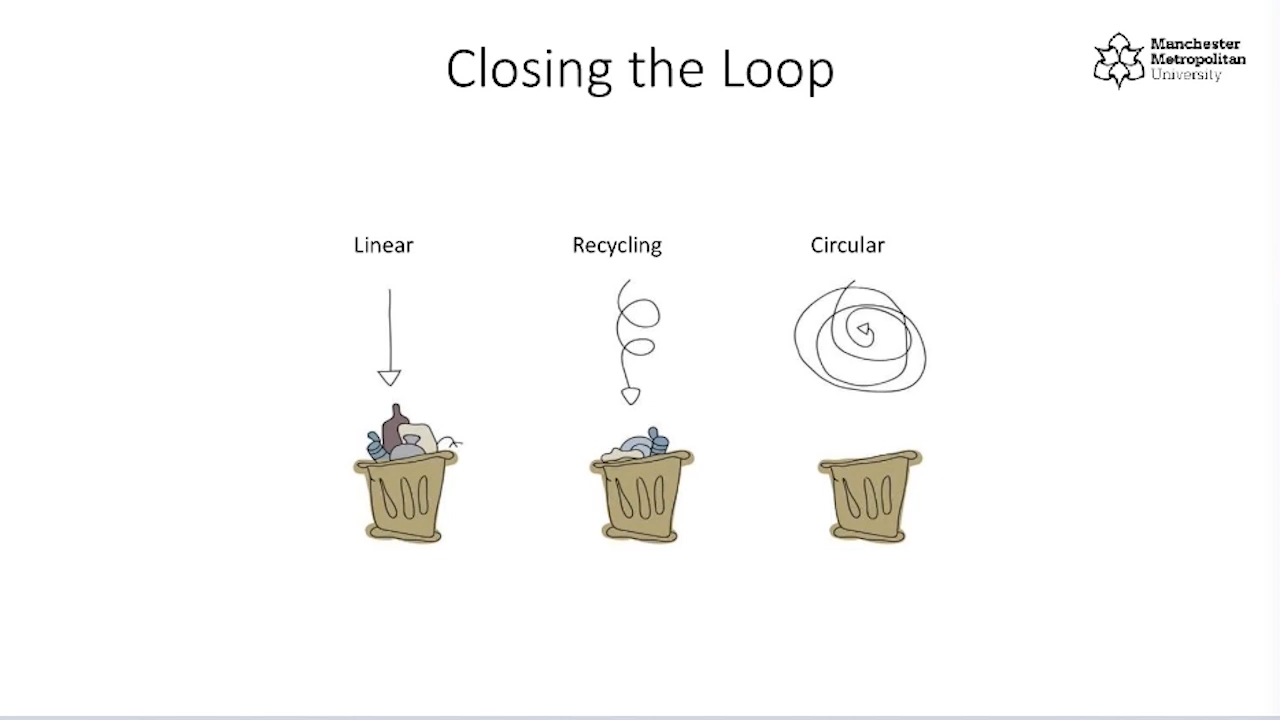 Closing the Loop
Manchester
Metropolitan
University
Linear
Recycling
Circular